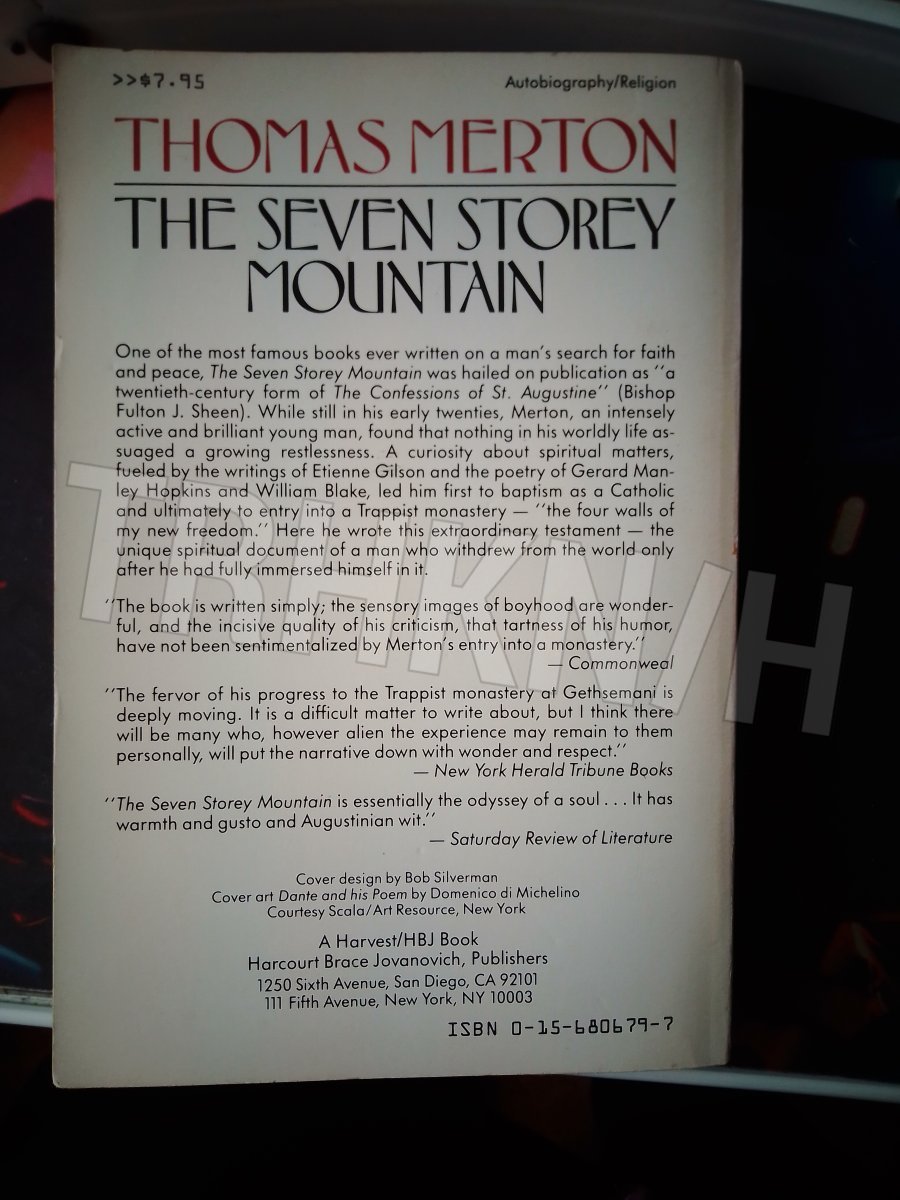 >>$7.95
Autobiography/Religion
THOMAS MERTON
THE SEVEN STOREY
MOUNTAIN
One of the most famous books ever written on a man's search for faith
and peace, The Seven Storey Mountain was hailed on publication as "a
twentieth-century form of The Confessions of St. Augustine" (Bishop
Fulton J. Sheen). While still in his early twenties, Merton, an intensely
active and brilliant young man, found that nothing in his worldly life as-
suaged a growing restlessness. A curiosity about spiritual matters,
fueled by the writings of Etienne Gilson and the poetry of Gerard Man-
ley Hopkins and William Blake, led him first to baptism as a Catholic
and ultimately to entry into a Trappist monastery — "the four walls of
my new freedom." Here he wrote this extraordinary testament — the
unique spiritual document of a man who withdrew from the world only
after he had fully immersed himself in it.
"The book is written simply; the sensory images of boyhood are wonder-
ful, and the incisive quality of his criticism, that tartness of his humor,
have not been sentimentalized by Merton's entry into a monastery."
— Commonweal
"The fervor of his progress to the Trappist monastery at Gethsemani is
deeply moving. It is a difficult matter to write about, but I think there
will be many who, however alien the experience may remain to them
personally, will put the narrative down with wonder and respect."
— New York Herald Tribune Books
"The Seven Storey Mountain is essentially the odyssey of a soul . . . It has
warmth and gusto and Augustinian wit."
— Saturday Review of Literature
Cover design by Bob Silverman
Cover art Dante and his Poem by Domenico di Michelino
Courtesy Scala/Art Resource, New York
A Harvest/HBJ Book
Harcourt Brace Jovanovich, Publishers
1250 Sixth Avenue, San Diego, CA 92101
111 Fifth Avenue, New York, NY 10003
ISBN 0-15-680679-7
TRHKN/H